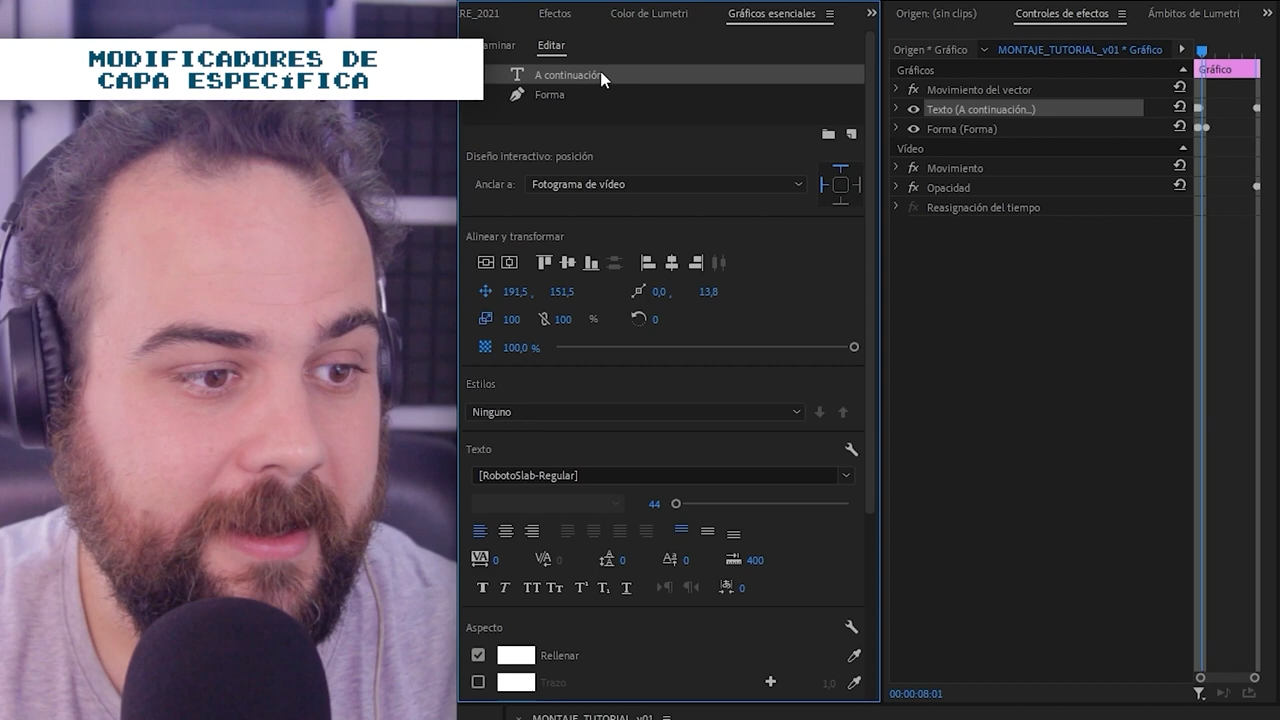 MODIFICADORES DE
CAPA ESPECÍFICA
RE_2021
Efectos
Color de Lumetri
Gráficos esenciales
Origen: (sin clips)
Controles de efectos
Ámbitos de Lumetri
aminar
Editar
Origen * Gráfico
MONTAJE_TUTORIAL_v01 * Gráfico
A continuación
Forma
Gráficos
Gráfico
Movimiento del vector
Texto (A continuación...)
Forma (Forma)
Vídeo
Movimiento
Opacidad
Reasignación del tiempo
Diseño interactivo: posición
Anclar a:
Fotograma de vídeo
Alinear y transformar
191,5 ,
151,5
0,0 ,
13,8
100
100
%
0
100,0 %
Estilos
Ninguno
Texto
[RobotoSlab-Regular]
44
0
0
0
0
400
0
Aspecto
Rellenar
Trazo
1,0
00:00:08:01
MONTAJE_TUTORIAL_v01